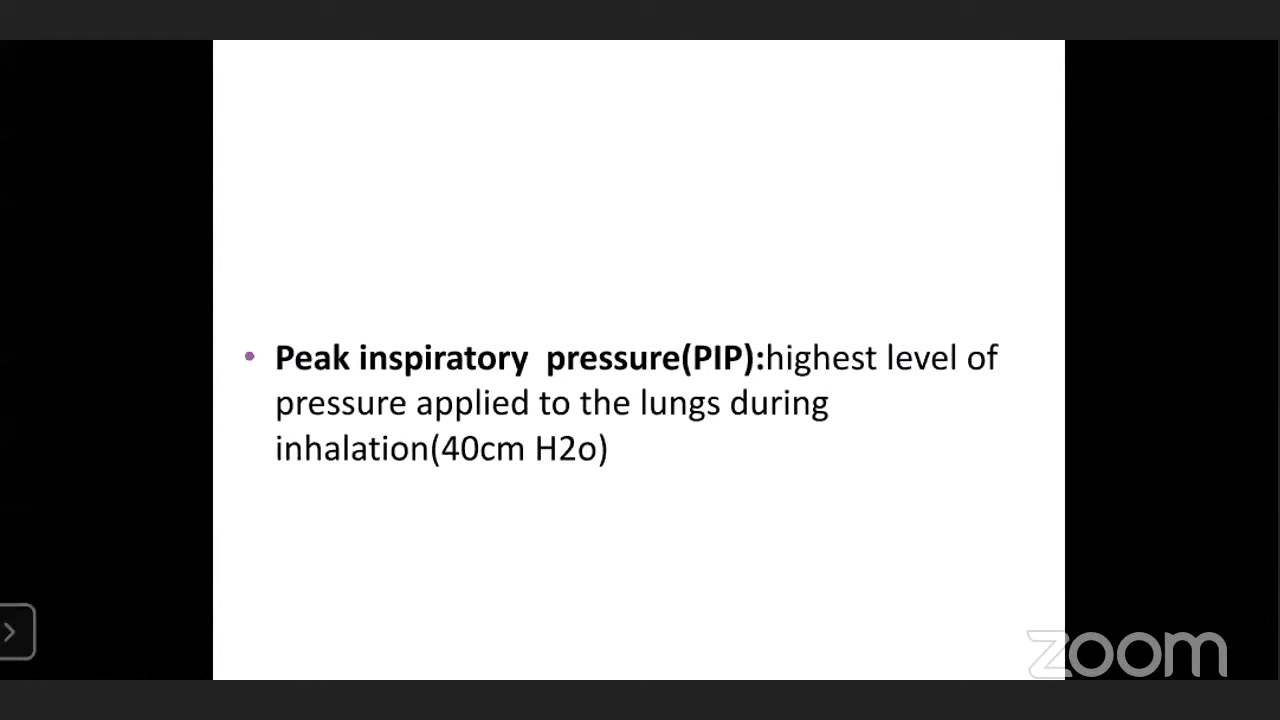 • Peak inspiratory  pressure(PIP):highest level of
pressure applied to the lungs during
inhalation(40cm H2o)
zoom